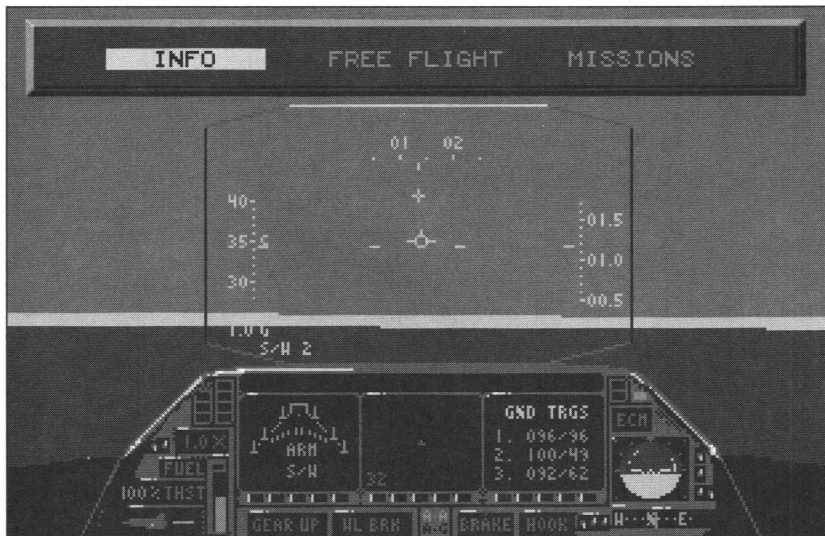 INFO FREE FLIGHT MISSIONS
01 02
40-
35-
30-
-01.5
-01.0
-00.5
1.0 G
S/W 2
ARM
S/W
32
GND TRGS
1. 096/96
2. 100/49
3. 092/62
ECM
1.0 X
FUEL
100% THST
GEAR UP WL BRK A-A A-G BRAKE HOOK W··N··E·